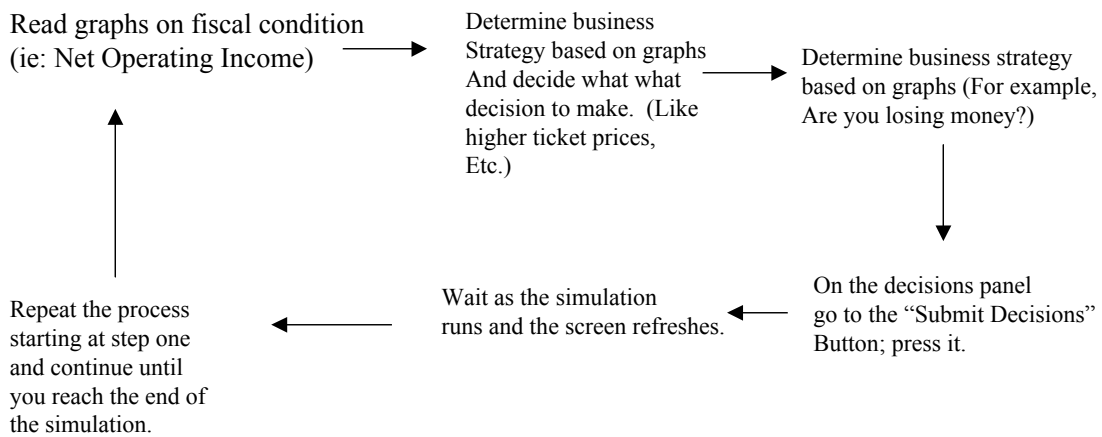 Read graphs on fiscal condition
(ie: Net Operating Income)
Determine business
Strategy based on graphs
And decide what what
decision to make.  (Like
higher ticket prices,
Etc.)
Determine business strategy
based on graphs (For example,
Are you losing money?)
On the decisions panel
go to the “Submit Decisions”
Button; press it.
Wait as the simulation
runs and the screen refreshes.
Repeat the process
starting at step one
and continue until
you reach the end of
the simulation.